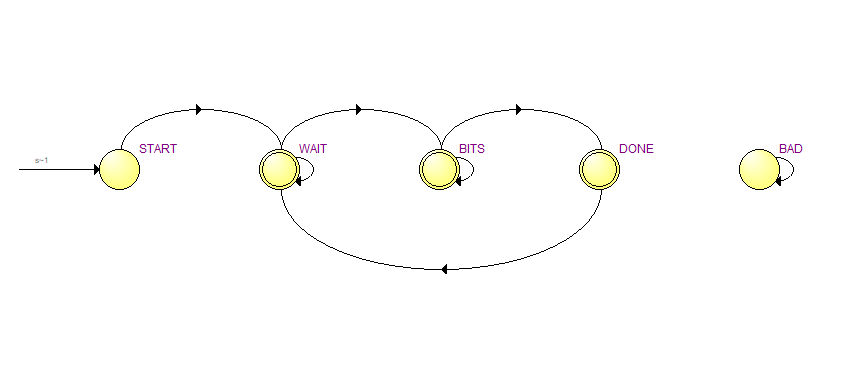 START
WAIT
BITS
DONE
BAD
s~1